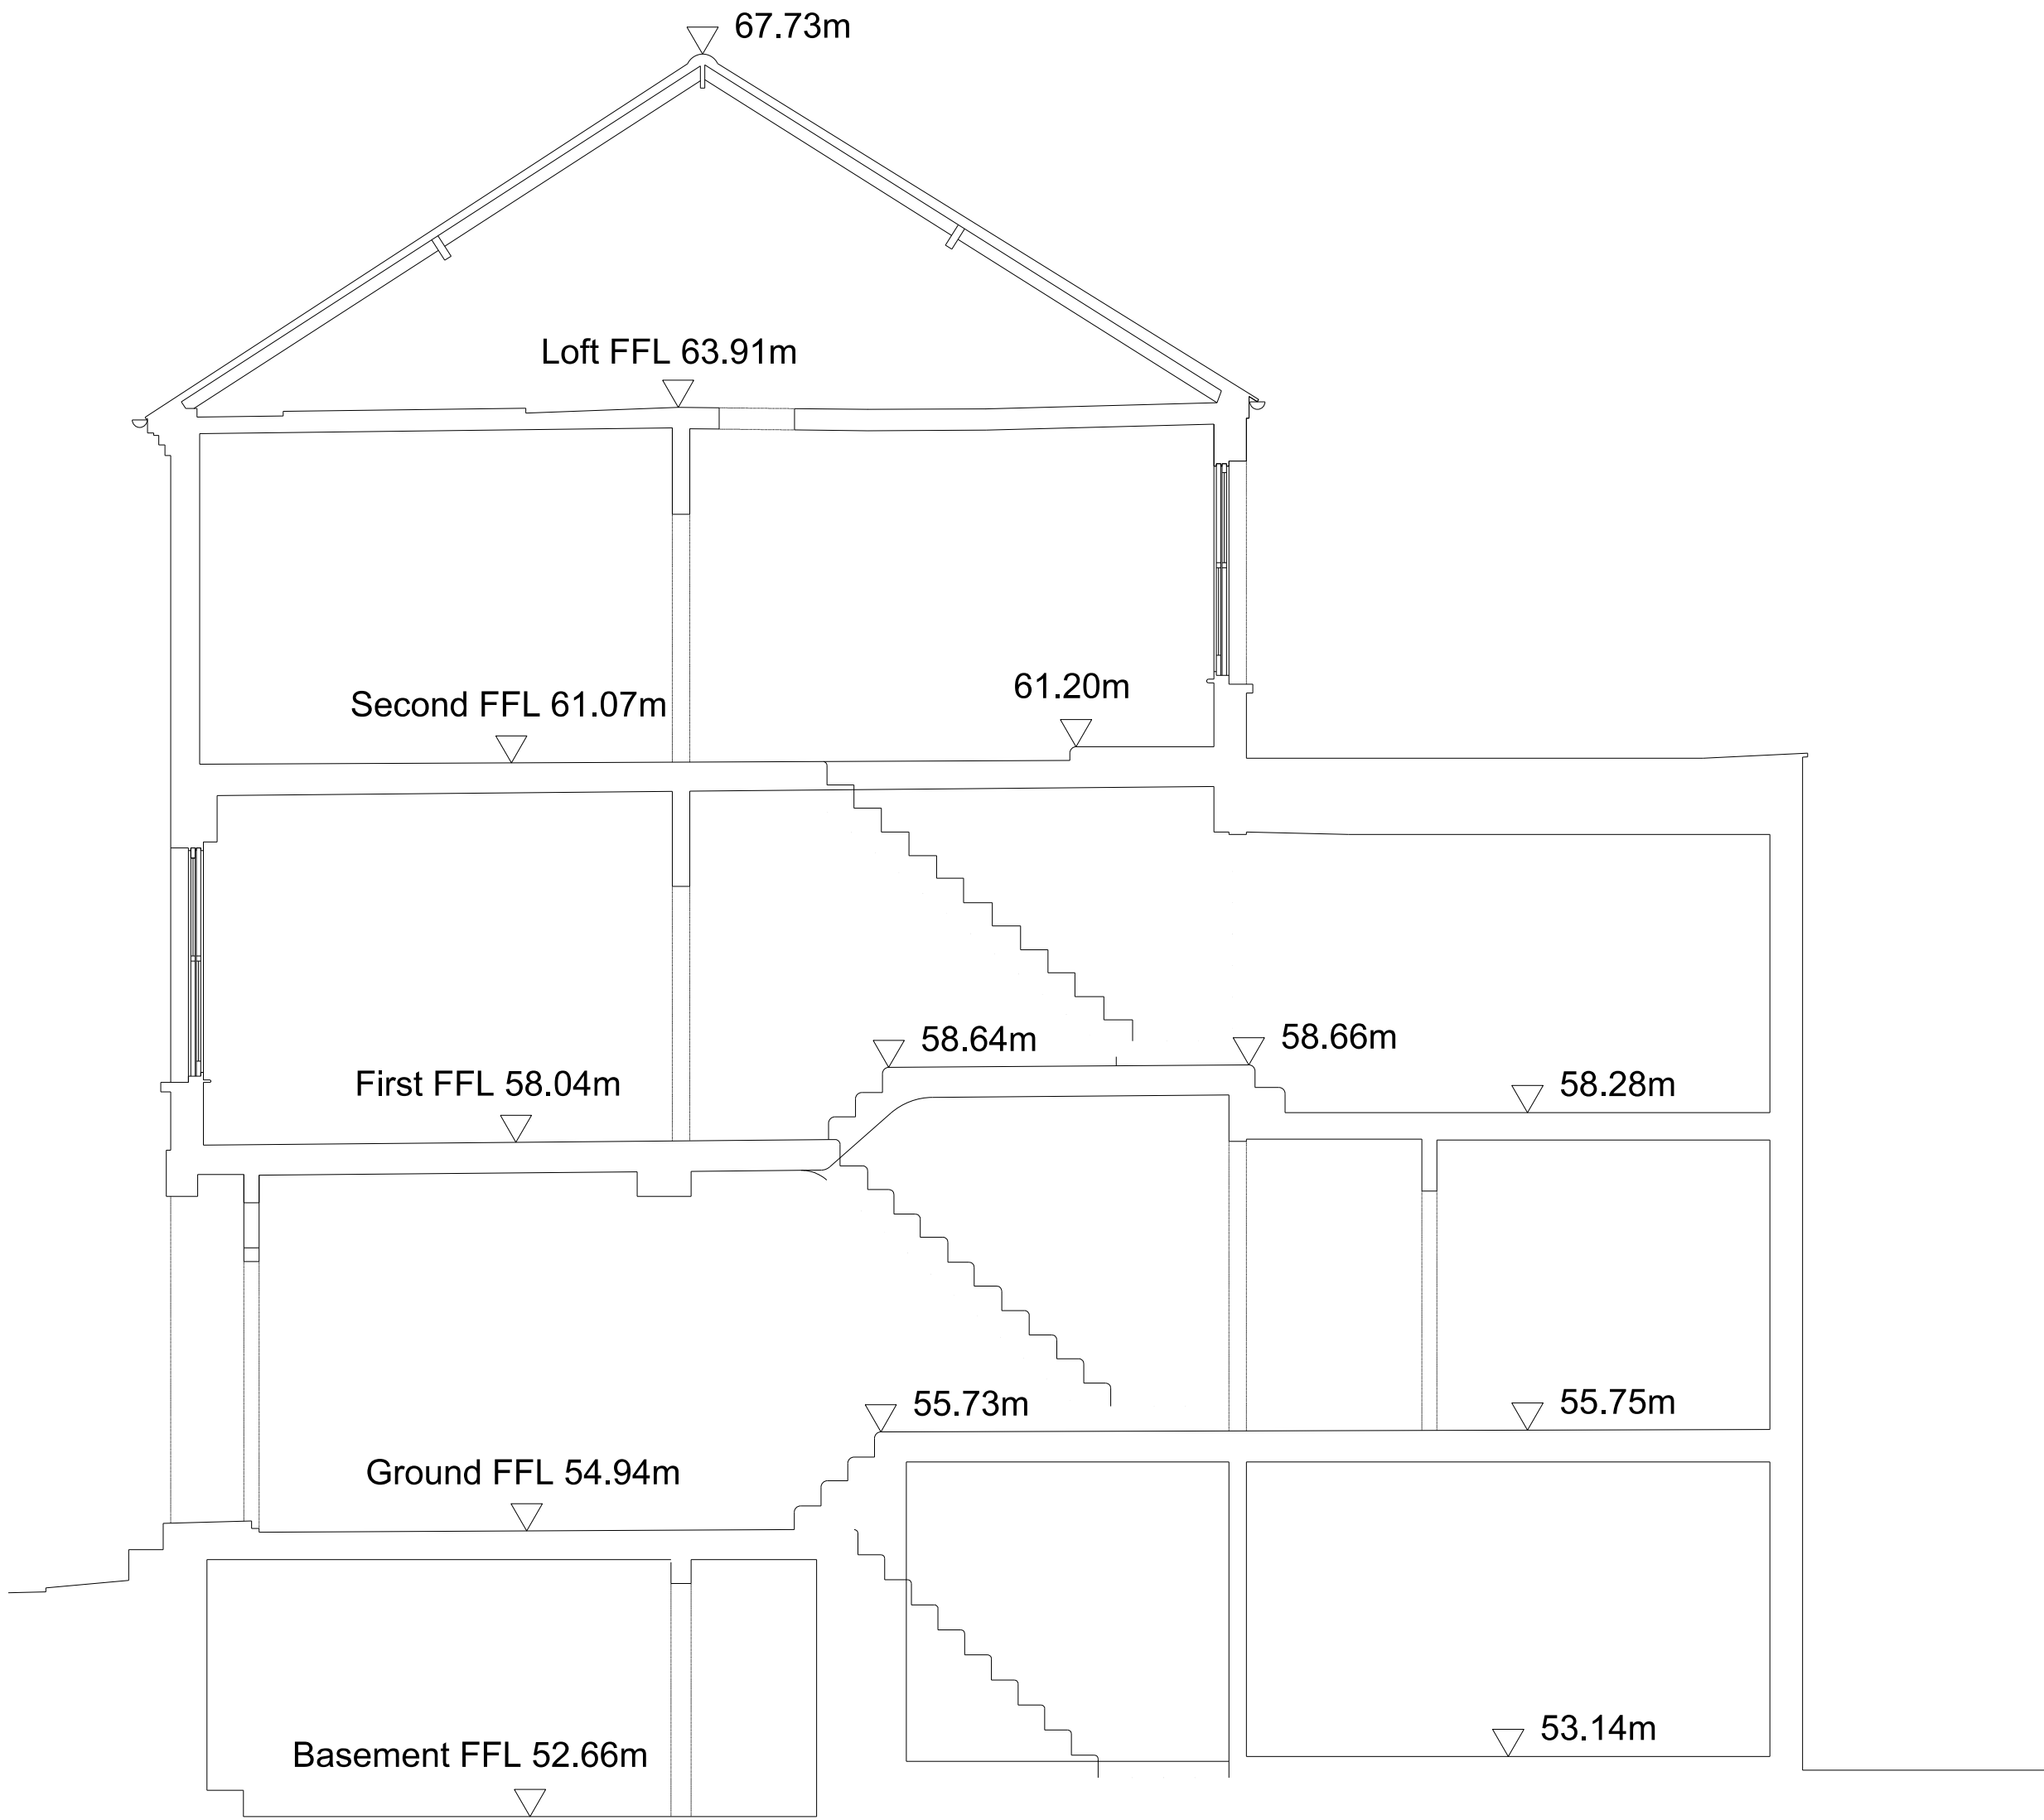 67.73m
Loft FFL 63.91m
61.20m
Second FFL 61.07m
58.64m
58.66m
First FFL 58.04m
58.28m
55.73m
55.75m
Ground FFL 54.94m
53.14m
Basement FFL 52.66m